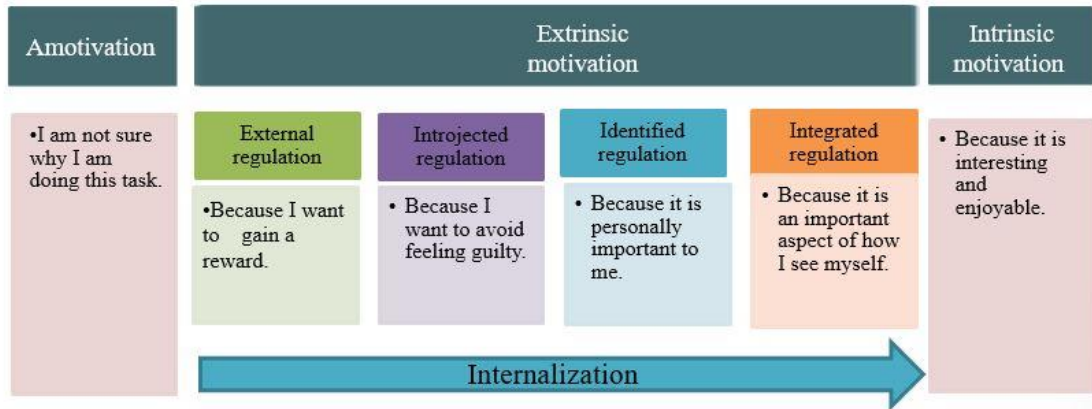 Amotivation
Extrinsic
motivation
Intrinsic
motivation
•I am not sure
why I am
doing this task.
External
regulation
•Because I want
to gain a
reward.
Introjected
regulation
• Because I
want to avoid
feeling guilty.
Identified
regulation
• Because it is
personally
important to
me.
Integrated
regulation
• Because it is
an important
aspect of how
I see myself.
• Because it is
interesting
and
enjoyable.
Internalization